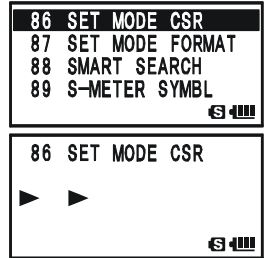 86 SET MODE CSR
87 SET MODE FORMAT
88 SMART SEARCH
89 S-METER SYMBL
S
86 SET MODE CSR
S